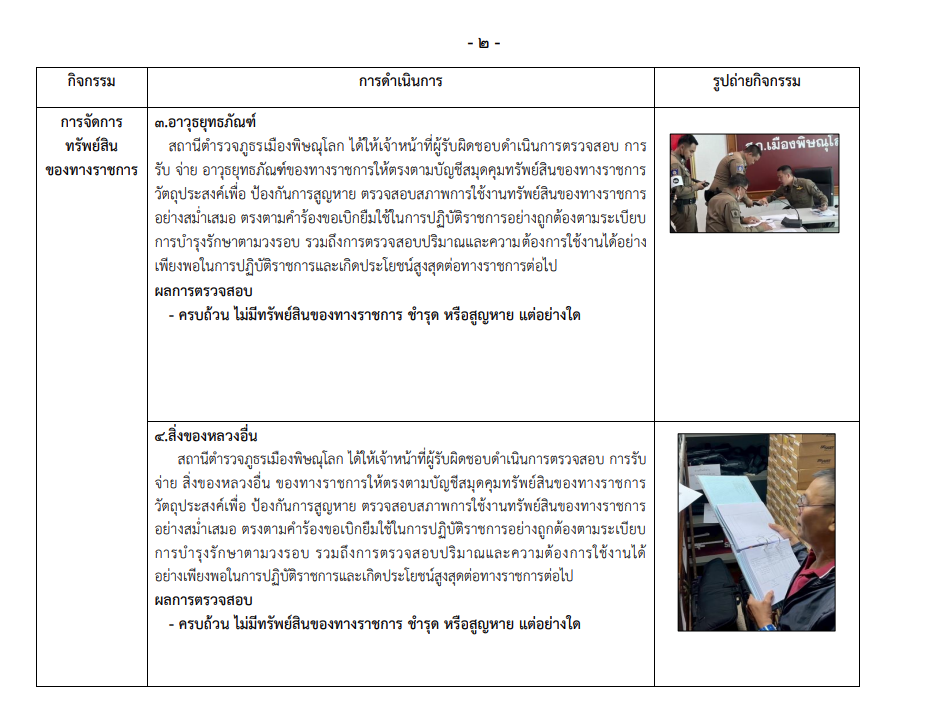 - ๒ -
กิจกรรม
การดำเนินการ
รูปถ่ายกิจกรรม
การจัดการ
ทรัพย์สิน
ของทางราชการ
๓.อาวุธยุทธภัณฑ์
สถานีตำรวจภูธรเมืองพิษณุโลก ได้ให้เจ้าหน้าที่ผู้รับผิดชอบดำเนินการตรวจสอบ การ
รับ จ่าย อาวุธยุทธภัณฑ์ของทางราชการให้ตรงตามบัญชีสมุดคุมทรัพย์สินของทางราชการ
วัตถุประสงค์เพื่อ ป้องกันการสูญหาย ตรวจสอบสภาพการใช้งานทรัพย์สินของทางราชการ
อย่างสม่ำเสมอ ตรงตามคำร้องขอเบิกยืมใช้ในการปฏิบัติราชการอย่างถูกต้องตามระเบียบ
การบำรุงรักษาตามวงรอบ รวมถึงการตรวจสอบปริมาณและความต้องการใช้งานได้อย่าง
เพียงพอในการปฏิบัติราชการและเกิดประโยชน์สูงสุดต่อทางราชการต่อไป
ผลการตรวจสอบ
- ครบถ้วน ไม่มีทรัพย์สินของทางราชการ ชำรุด หรือสูญหาย แต่อย่างใด
ภ.เมืองพิษณุโล
๔.สิ่งของหลวงอื่น
สถานีตำรวจภูธรเมืองพิษณุโลก ได้ให้เจ้าหน้าที่ผู้รับผิดชอบดำเนินการตรวจสอบ การรับ
จ่าย สิ่งของหลวงอื่น ของทางราชการให้ตรงตามบัญชีสมุดคุมทรัพย์สินของทางราชการ
วัตถุประสงค์เพื่อ ป้องกันการสูญหาย ตรวจสอบสภาพการใช้งานทรัพย์สินของทางราชการ
อย่างสม่ำเสมอ ตรงตามคำร้องขอเบิกยืมใช้ในการปฏิบัติราชการอย่างถูกต้องตามระเบียบ
การบำรุงรักษาตามวงรอบ รวมถึงการตรวจสอบปริมาณและความต้องการใช้งานได้
อย่างเพียงพอในการปฏิบัติราชการและเกิดประโยชน์สูงสุดต่อทางราชการต่อไป
ผลการตรวจสอบ
- ครบถ้วน ไม่มีทรัพย์สินของทางราชการ ชำรุด หรือสูญหาย แต่อย่างใด